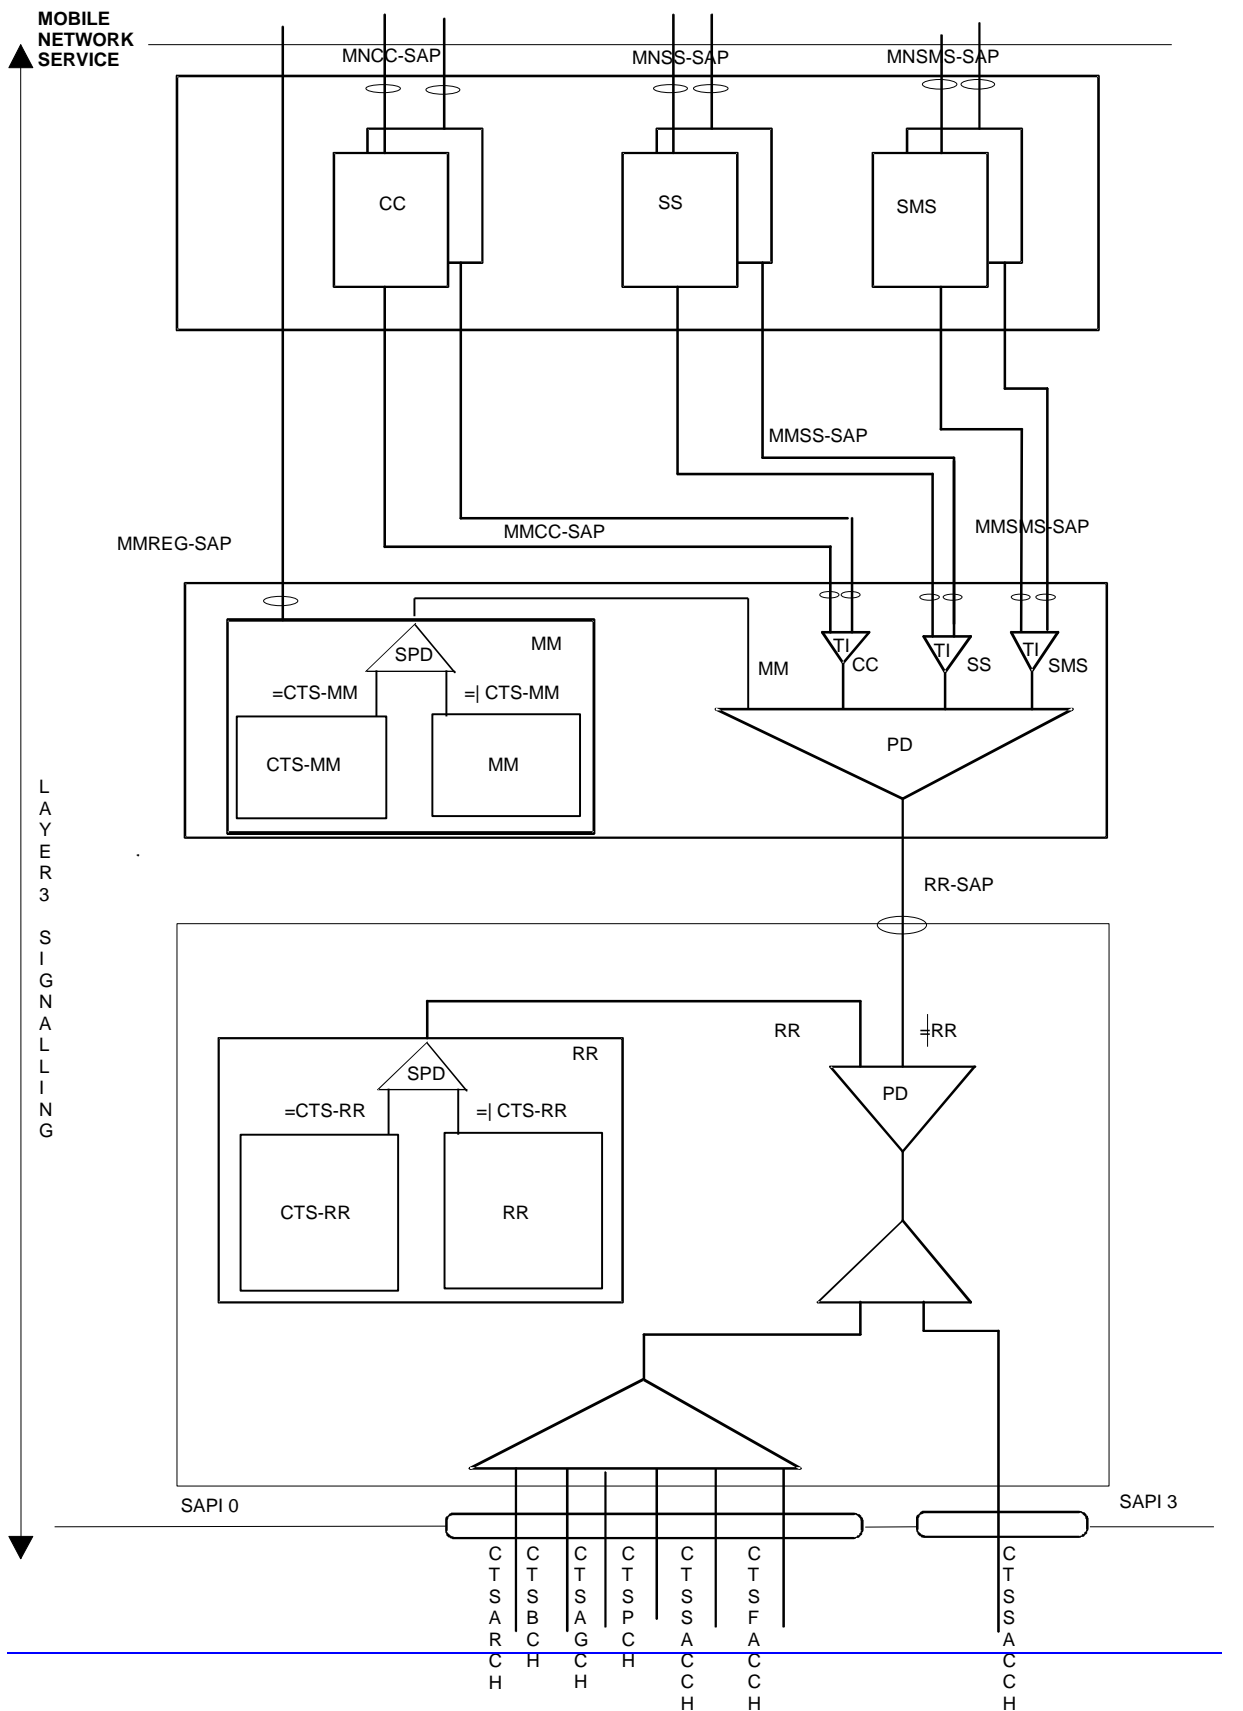 MOBILE
NETWORK
SERVICE
MNCC-SAP
MNSS-SAP
MNSMS-SAP
CC
SS
SMS
MMSS-SAP
MMREG-SAP
MMCC-SAP
MMSMS-SAP
SPD
MM
=CTS-MM
=| CTS-MM
CTS-MM
MM
MM
TI
CC
TI
SS
TI
SMS
PD
LAYER3 SIGNALLING
.
RR-SAP
RR
≠RR
SPD
RR
=CTS-RR
=| CTS-RR
CTS-RR
RR
PD
SAPI 0
SAPI 3
CTSARCH
CTSBCH
CTSAGCH
CTSPCH
CTSSACCH
CTSFACCH
CTSSACCH